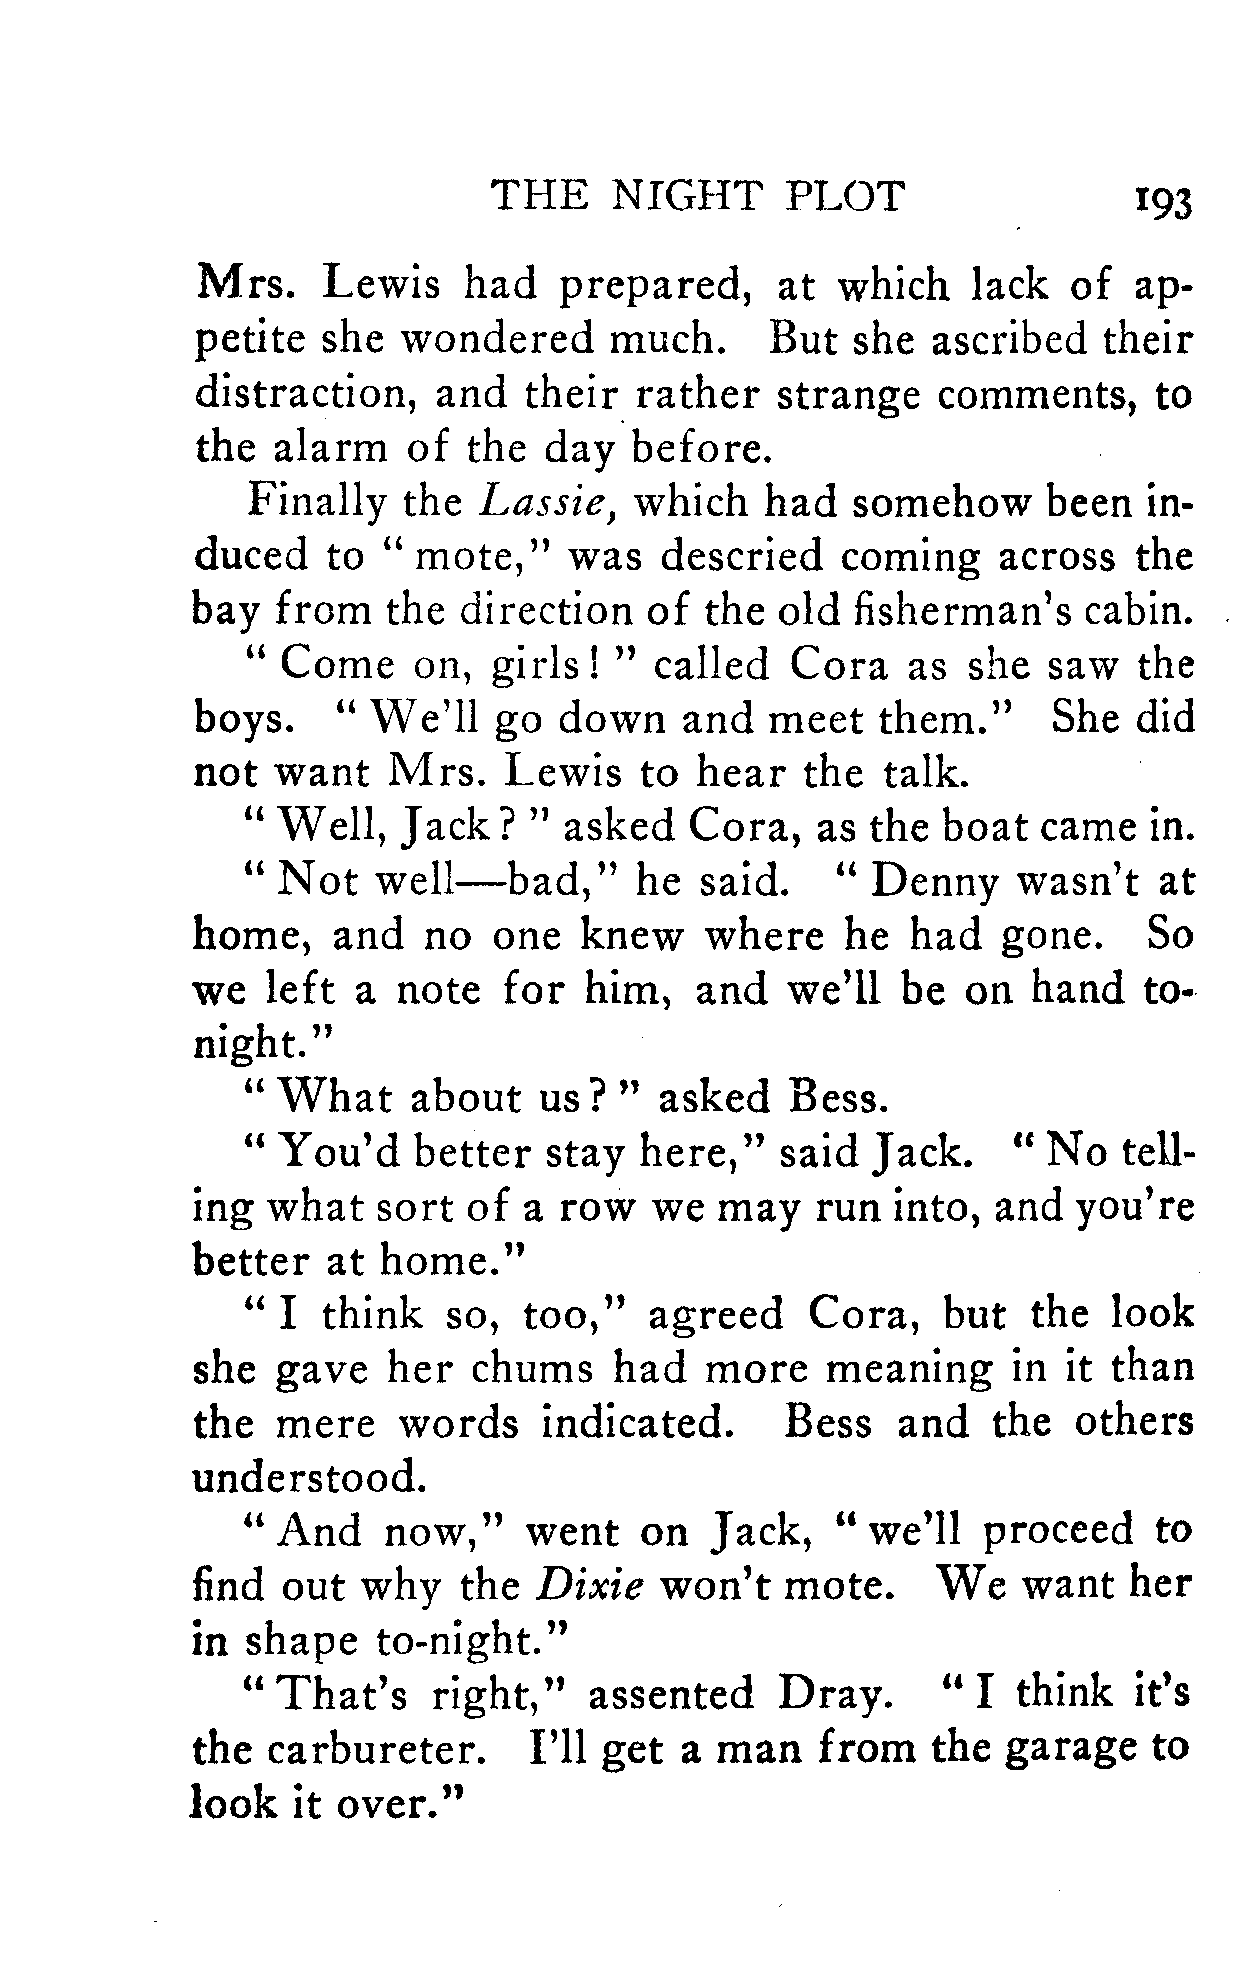 THE NIGHT PLOT 193
Mrs. Lewis had prepared, at which lack of ap-
petite she wondered much. But she ascribed their
distraction, and their rather strange comments, to
the alarm of the day before.
Finally the Lassie, which had somehow been in-
duced to " mote," was descried coming across the
bay from the direction of the old fisherman's cabin.
" Come on, girls! " called Cora as she saw the
boys. " We'll go down and meet them." She did
not want Mrs. Lewis to hear the talk.
" Well, Jack? " asked Cora, as the boat came in.
" Not well—bad," he said. " Denny wasn't at
home, and no one knew where he had gone. So
we left a note for him, and we'll be on hand to-
night."
" What about us? " asked Bess.
" You'd better stay here," said Jack. " No tell-
ing what sort of a row we may run into, and you're
better at home."
" I think so, too," agreed Cora, but the look
she gave her chums had more meaning in it than
the mere words indicated. Bess and the others
understood.
" And now," went on Jack, " we'll proceed to
find out why the Dixie won't mote. We want her
in shape to-night."
" That's right," assented Dray. " I think it's
the carbureter. I'll get a man from the garage to
look it over."